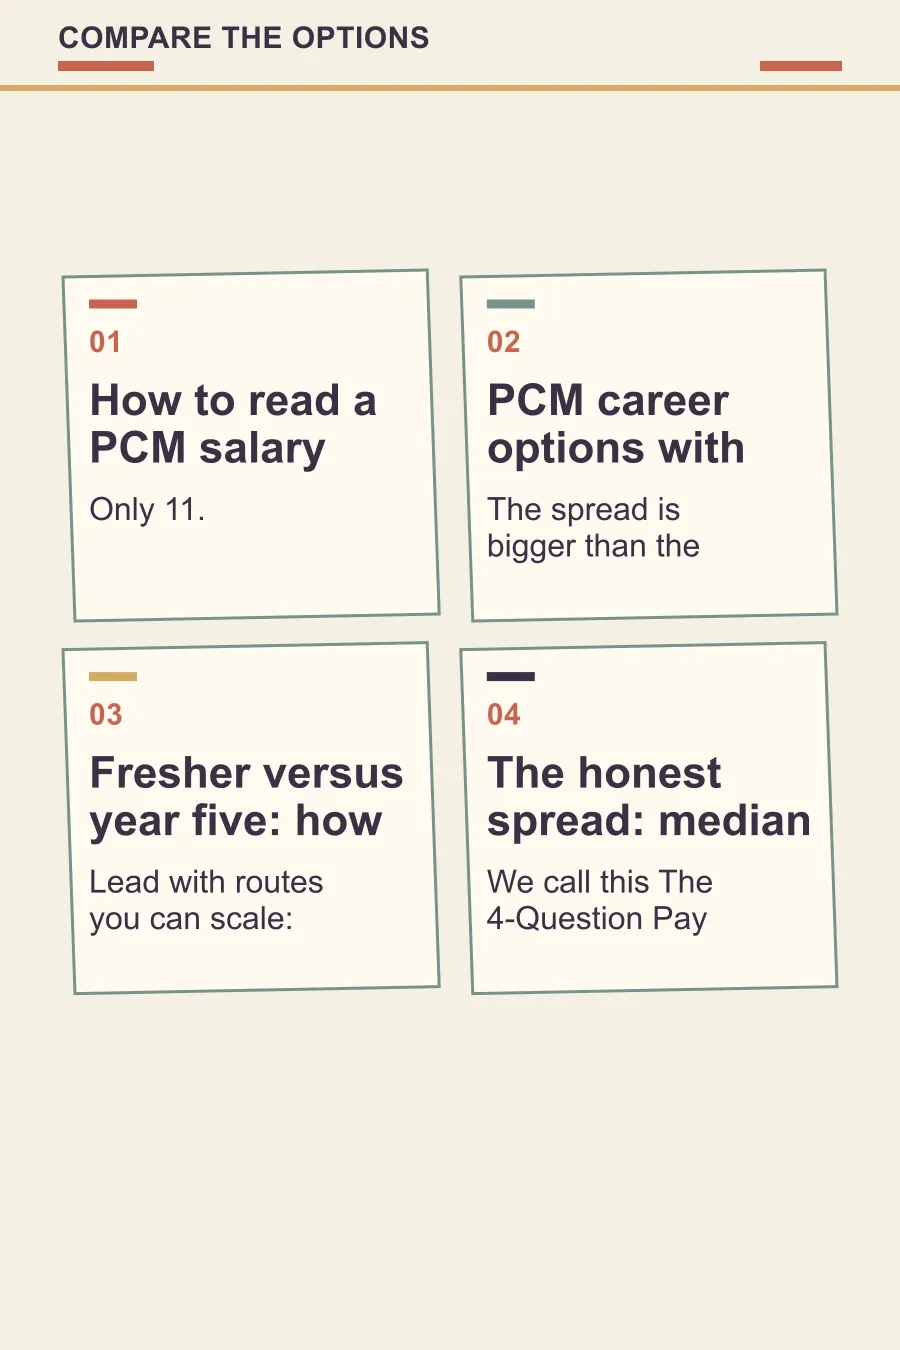 COMPARE THE OPTIONS
01
How to read a
PCM salary
Only 11.
02
PCM career
options with
The spread is
bigger than the
03
Fresher versus
year five: how
Lead with routes
you can scale:
04
The honest
spread: median
We call this The
4-Question Pay